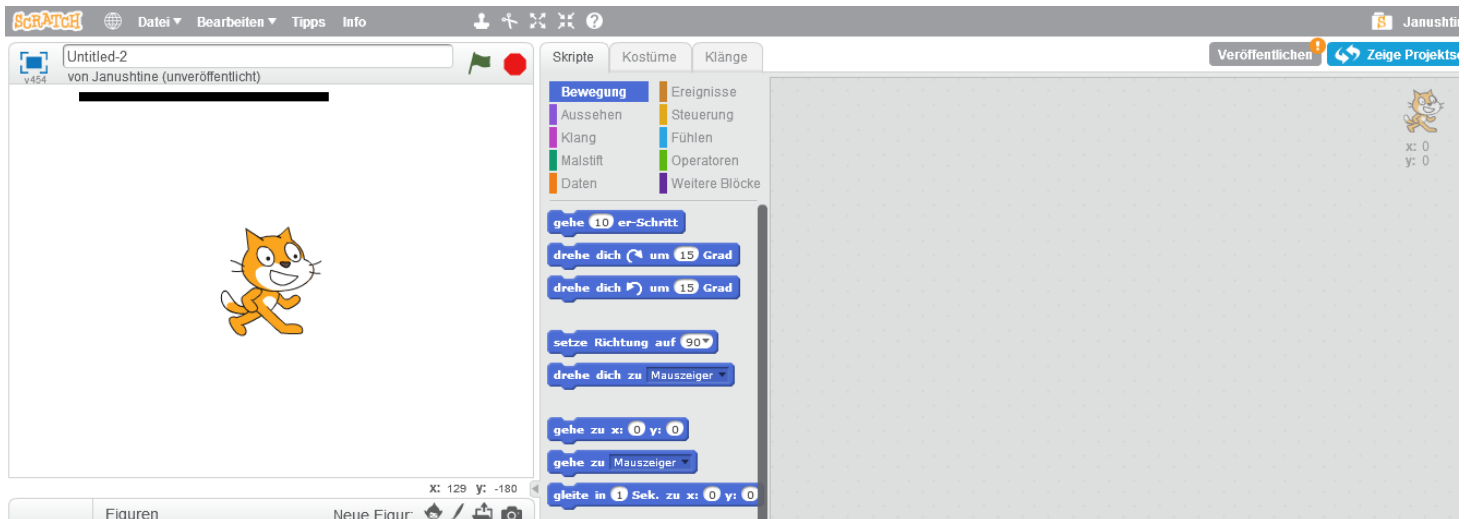 SCRATCH Datei Bearbeiten Tipps Info ? S Janushtin
Untitled-2
von Janushtine (unveröffentlicht)
v454
Skripte Kostüme Klänge
! Veröffentlichen Zeige Projektse
Bewegung Ereignisse
Aussehen Steuerung
Klang Fühlen
Malstift Operatoren
Daten Weitere Blöcke
x: 0
y: 0
gehe 10 er-Schritt
drehe dich um 15 Grad
drehe dich um 15 Grad
setze Richtung auf 90
drehe dich zu Mauszeiger
gehe zu x: 0 y: 0
gehe zu Mauszeiger
gleite in 1 Sek. zu x: 0 y: 0
X: 129 y: -180
Figuren Neue Figur: